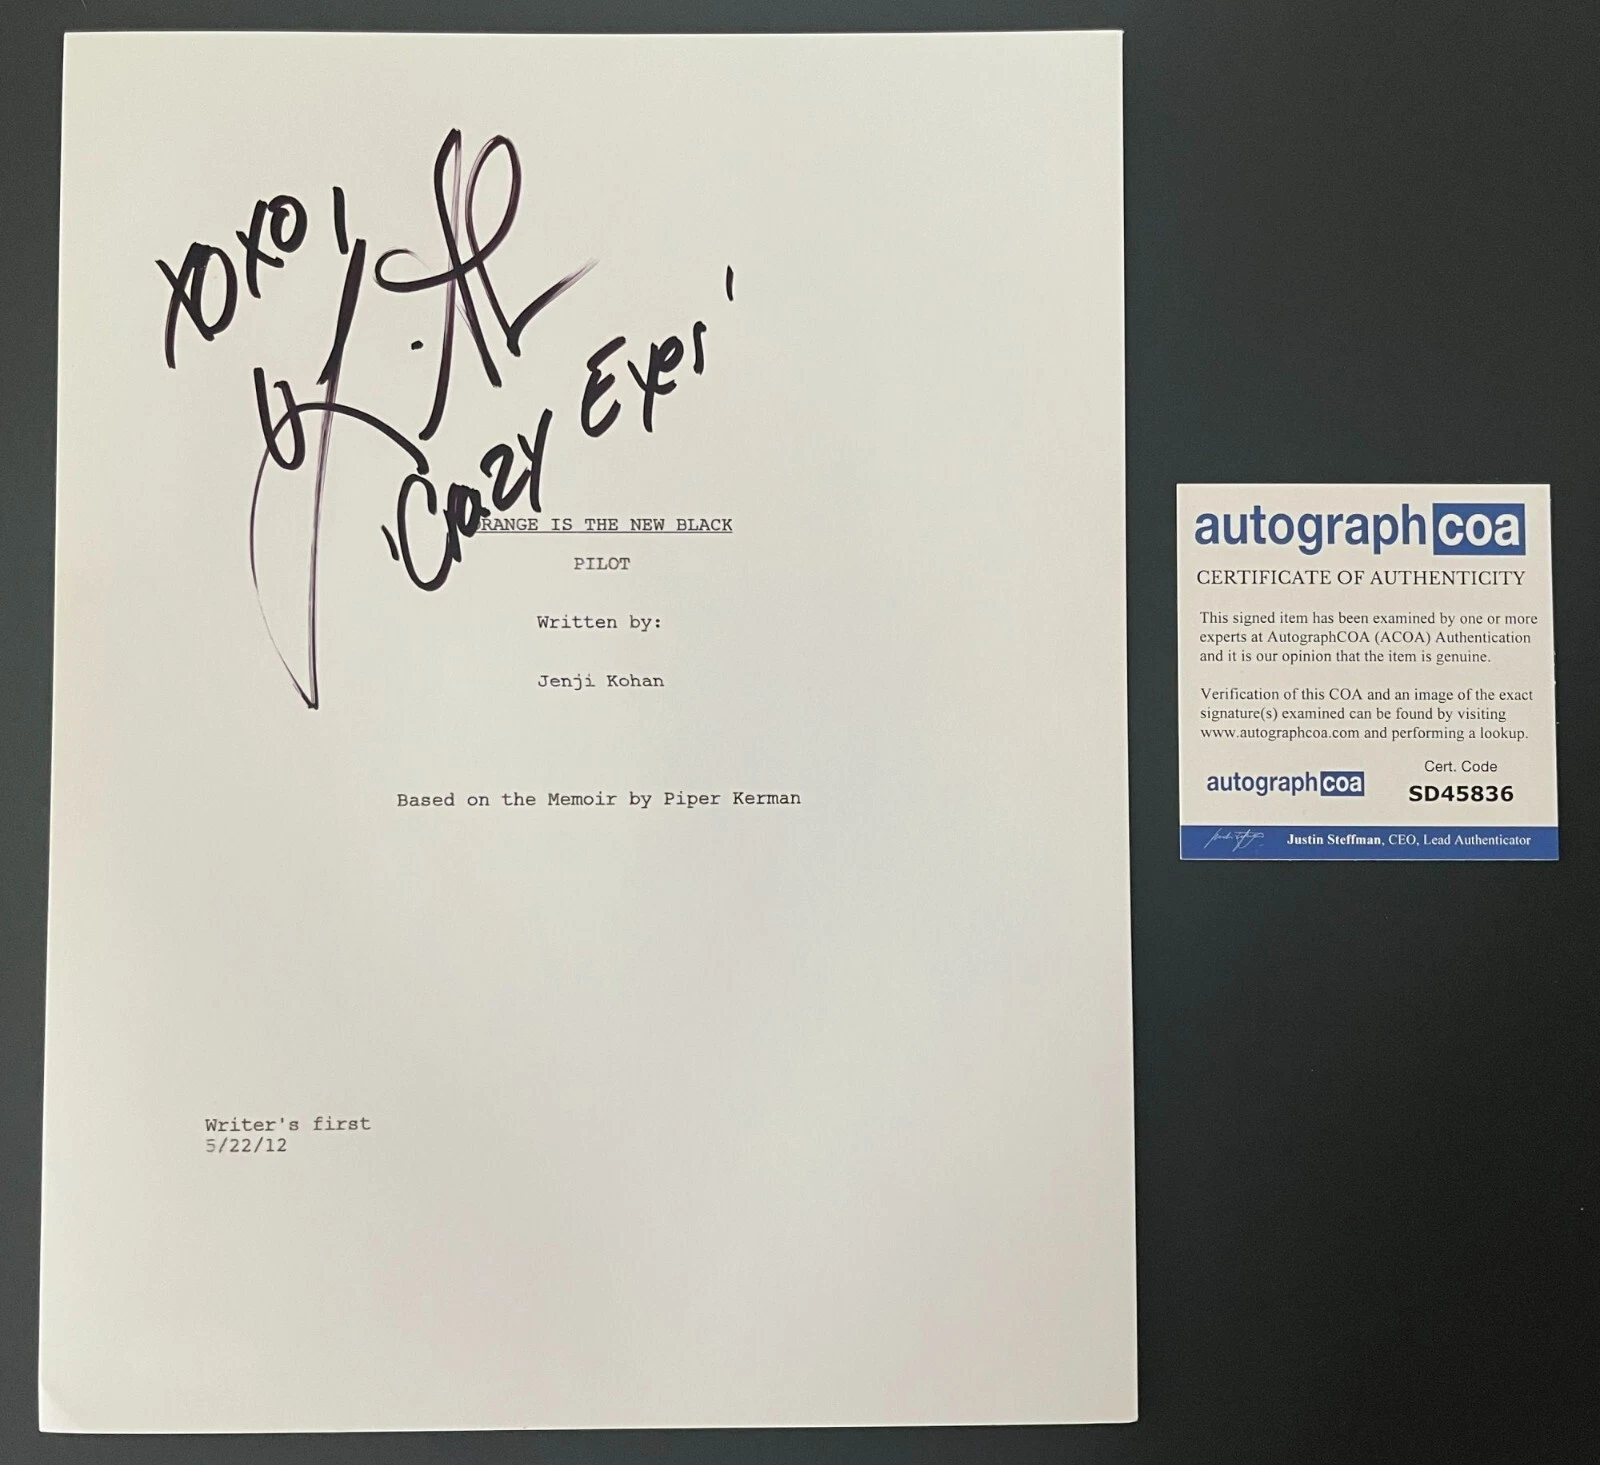 XOXO!
'Crazy Eyes'
RANGE IS THE NEW BLACK
PILOT
Written by:
Jenji Kohan
Based on the Memoir by Piper Kerman
Writer's first
5/22/12
autographcoa
CERTIFICATE OF AUTHENTICITY
This signed item has been examined by one or more
experts at AutographCOA (ACOA) Authentication
and it is our opinion that the item is genuine.
Verification of this COA and an image of the exact
signature(s) examined can be found by visiting
www.autographcoa.com and performing a lookup.
Cert. Code
autographcoa
SD45836
Justin Steffman, CEO, Lead Authenticator